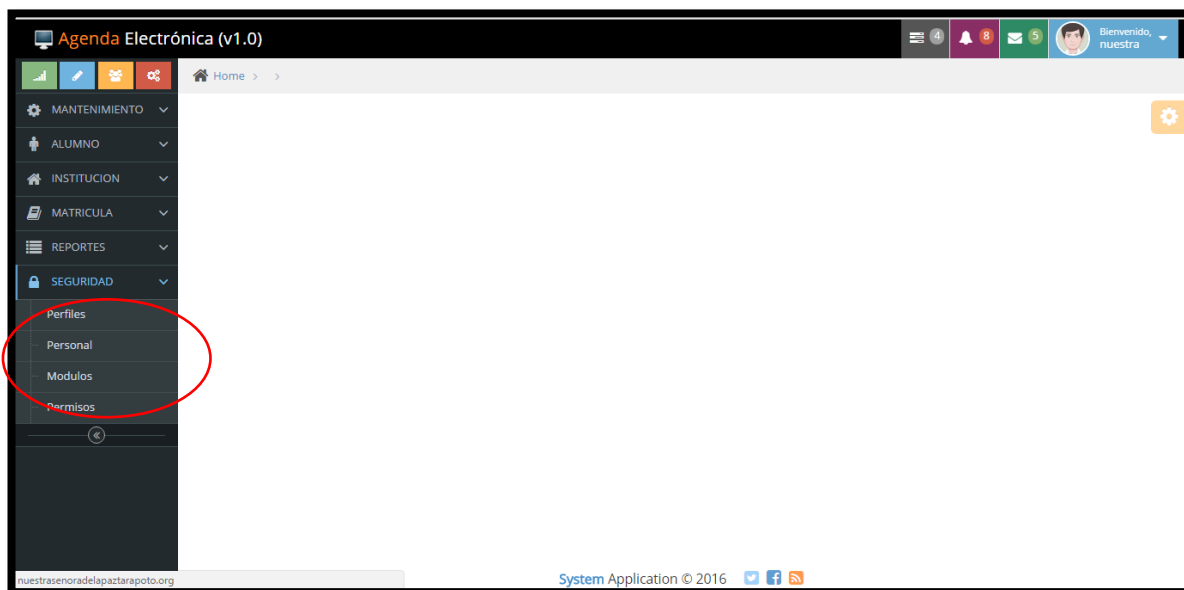 Agenda Electrónica (v1.0)
4
8
5
Bienvenido,
nuestra
Home > >
MANTENIMIENTO
ALUMNO
INSTITUCION
MATRICULA
REPORTES
SEGURIDAD
Perfiles
Personal
Modulos
Permisos
nuestrasenoradelapaztarapoto.org
System Application © 2016